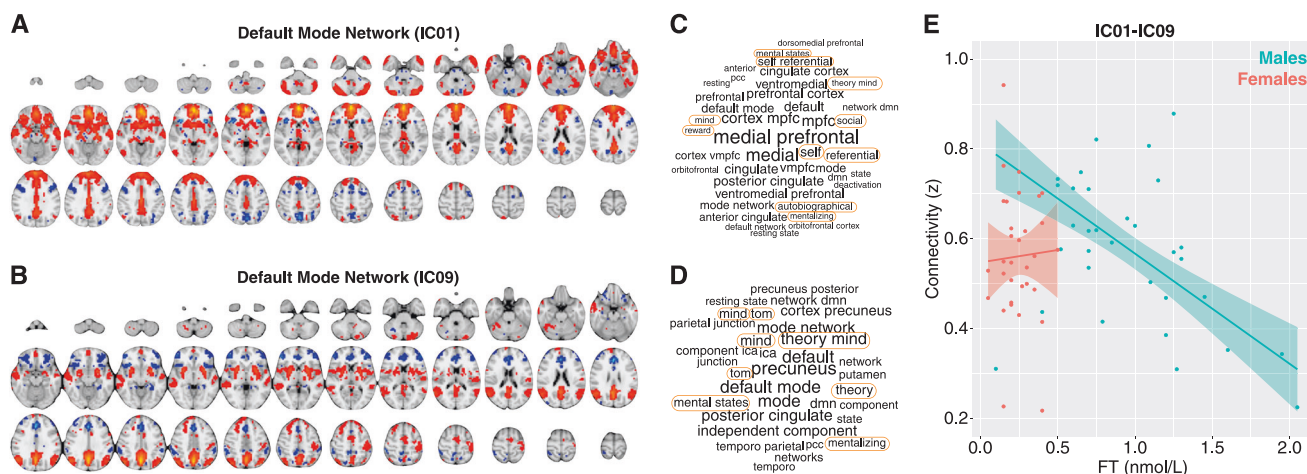 A
Default Mode Network (IC01)
B
Default Mode Network (IC09)
C
dorsomedial prefrontal
mental states
self referential
anterior cingulate cortex
resting pcc
ventromedial theory mind
prefrontal prefrontal cortex
default mode default network dmn
mind cortex mpfc mpfc social
reward
medial prefrontal
cortex vmpfc medial self referential
orbitofrontal cingulate vmpfc mode
posterior cingulate dmn state
deactivation
ventromedial prefrontal
mode network autobiographical
anterior cingulate mentalizing
default network orbitofrontal cortex
resting state
D
precuneus posterior
resting state network dmn
mind tom cortex precuneus
parietal junction
mode network
mind theory mind
component ica ica
junction default network
tom precuneus putamen
default mode theory
mental states mode dmn component
posterior cingulate state
independent component
temporo parietal pcc mentalizing
networks
temporo
E
IC01-IC09
Males
Females
Connectivity (z)
1.0
0.8
0.6
0.4
0.2
0.0 0.5 1.0 1.5 2.0
FT (nmol/L)